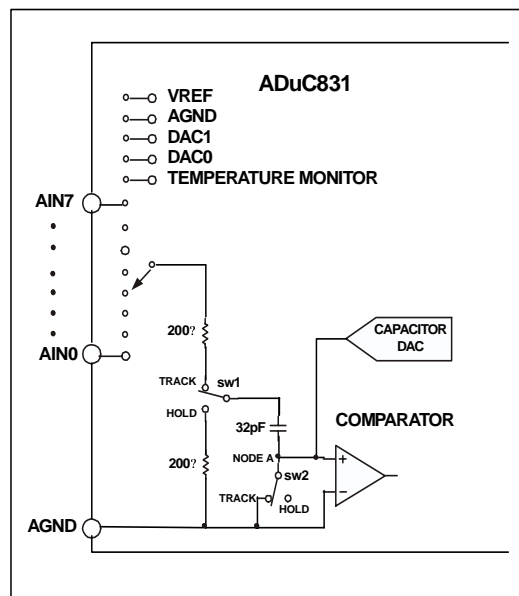 ADuC831
VREF
AGND
DAC1
DAC0
TEMPERATURE MONITOR
AIN7
AIN0
200?
CAPACITOR
DAC
TRACK
sw1
HOLD
32pF
COMPARATOR
200?
NODE A
+
sw2
TRACK
HOLD
−
AGND